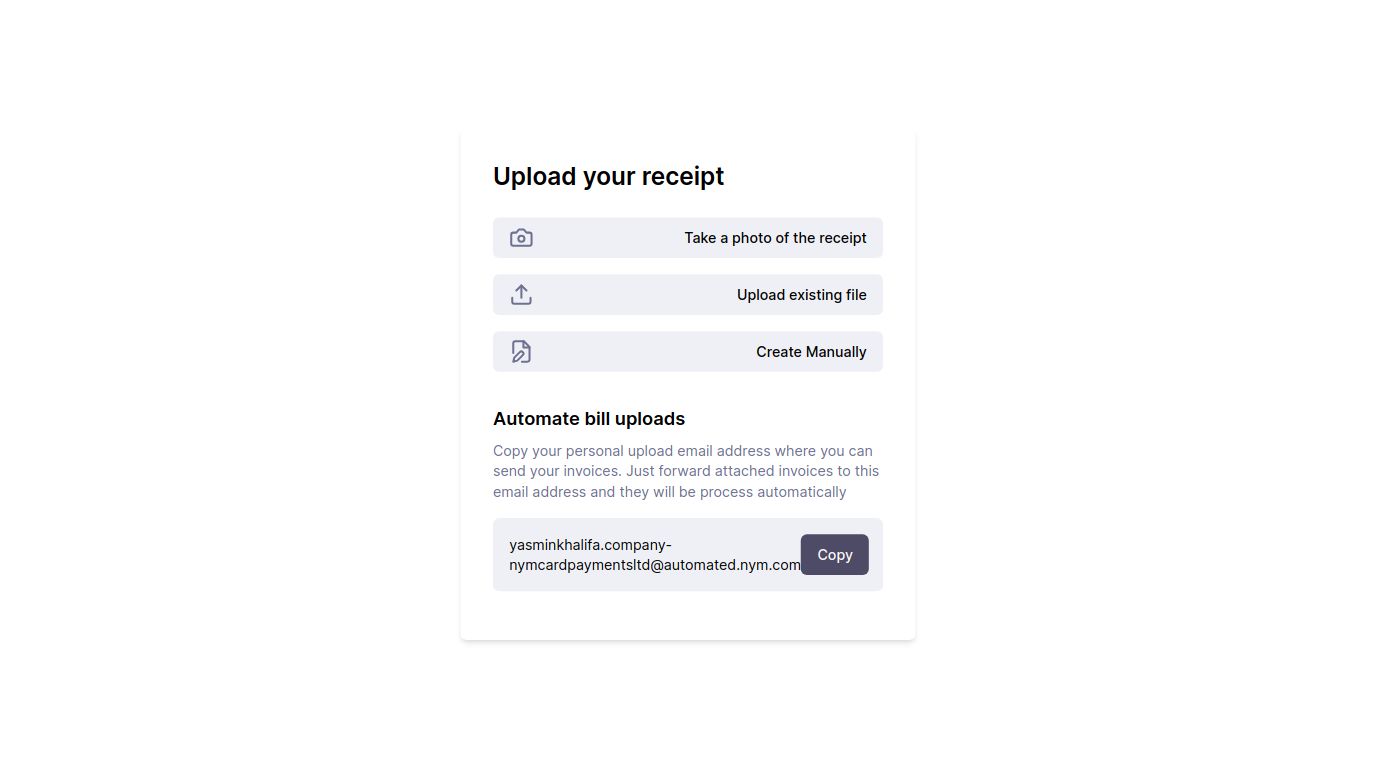 Upload your receipt
Take a photo of the receipt
Upload existing file
Create Manually
Automate bill uploads
Copy your personal upload email address where you can
send your invoices. Just forward attached invoices to this
email address and they will be process automatically
yasminkhalifa.company-
nymcardpaymentsltd@automated.nym.com
Copy